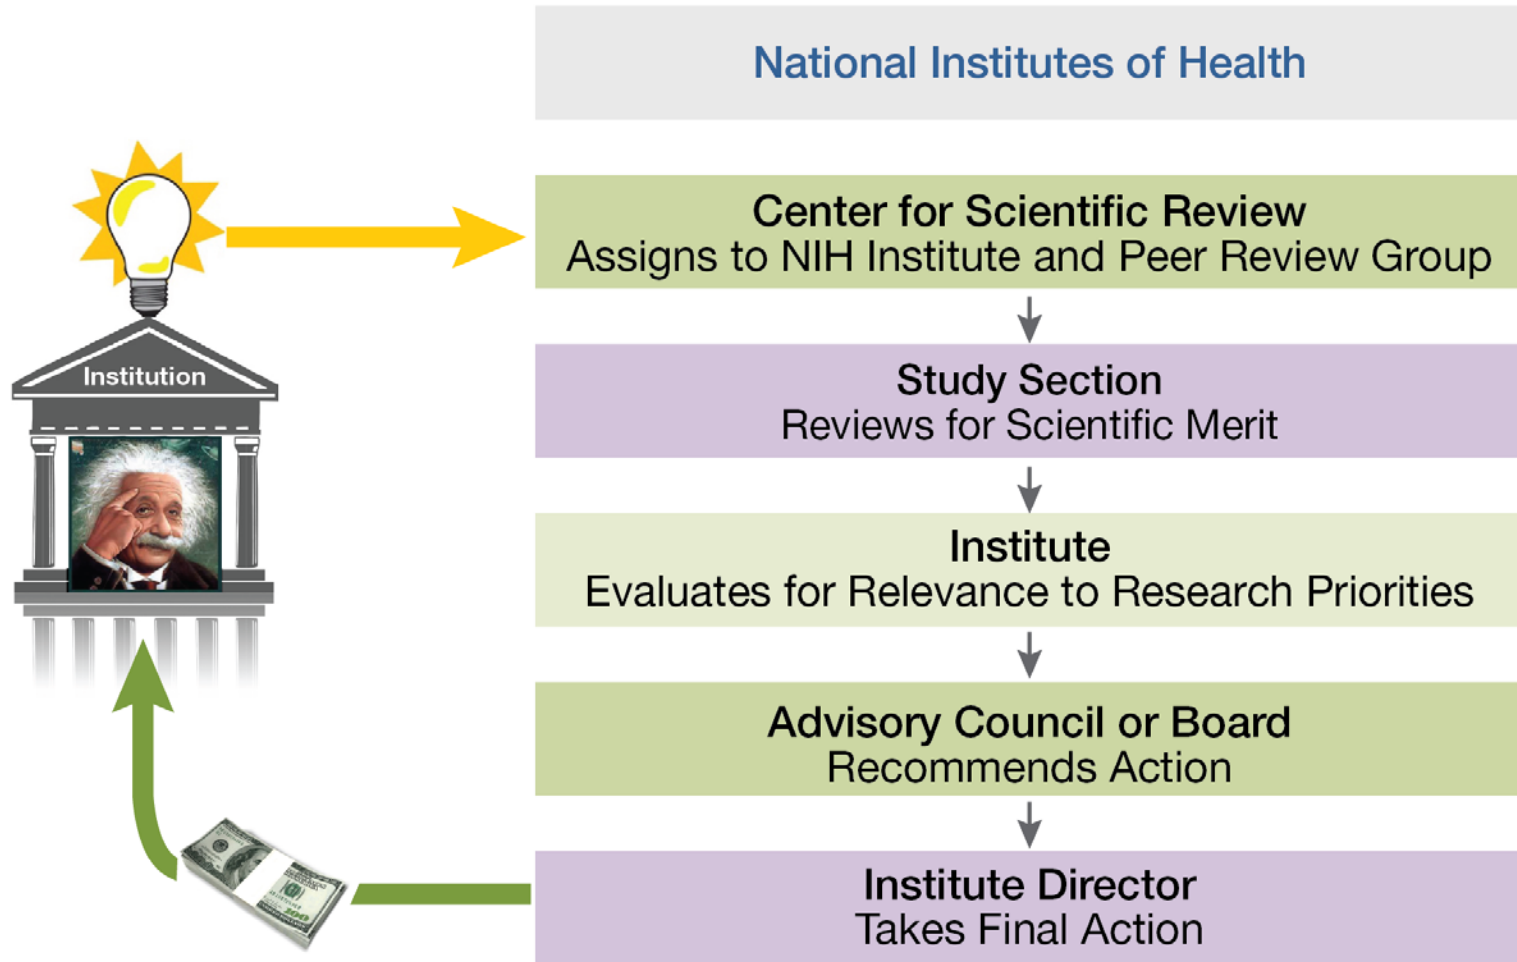 National Institutes of Health
Center for Scientific Review
Assigns to NIH Institute and Peer Review Group
Institution
Study Section
Reviews for Scientific Merit
Institute
Evaluates for Relevance to Research Priorities
Advisory Council or Board
Recommends Action
Institute Director
Takes Final Action
100